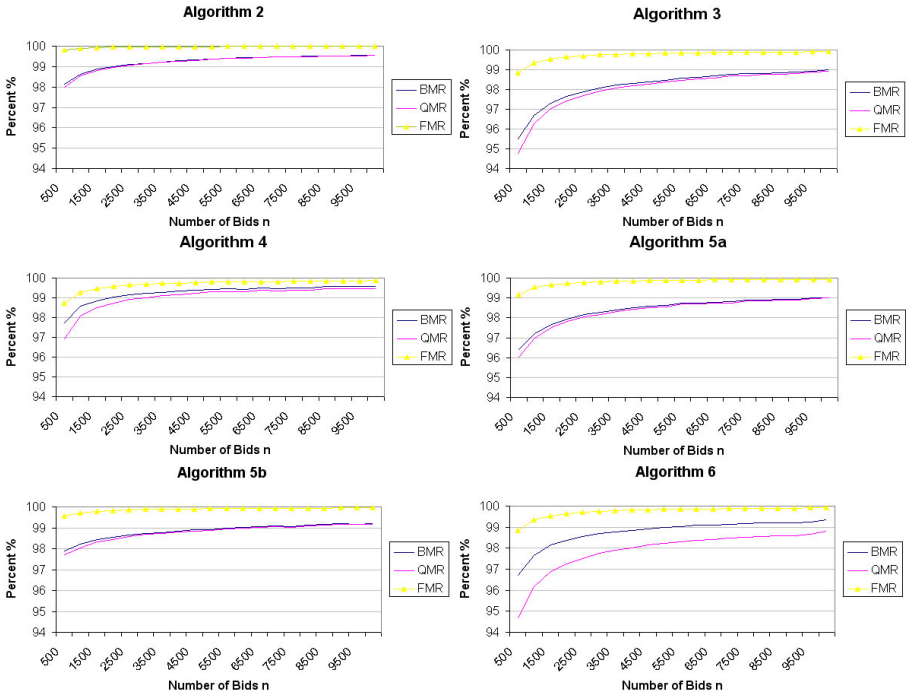 Algorithm 2
Percent %
100
99
98
97
96
95
94
500
1500
2500
3500
4500
5500
6500
7500
8500
9500
Number of Bids n
BMR
QMR
FMR
Algorithm 3
Percent %
100
99
98
97
96
95
94
500
1500
2500
3500
4500
5500
6500
7500
8500
9500
Number of Bids n
BMR
QMR
FMR
Algorithm 4
Percent %
100
99
98
97
96
95
94
500
1500
2500
3500
4500
5500
6500
7500
8500
9500
Number of Bids n
BMR
QMR
FMR
Algorithm 5a
Percent %
100
99
98
97
96
95
94
500
1500
2500
3500
4500
5500
6500
7500
8500
9500
Number of Bids n
BMR
QMR
FMR
Algorithm 5b
Percent %
100
99
98
97
96
95
94
500
1500
2500
3500
4500
5500
6500
7500
8500
9500
Number of Bids n
BMR
QMR
FMR
Algorithm 6
Percent %
100
99
98
97
96
95
94
500
1500
2500
3500
4500
5500
6500
7500
8500
9500
Number of Bids n
BMR
QMR
FMR